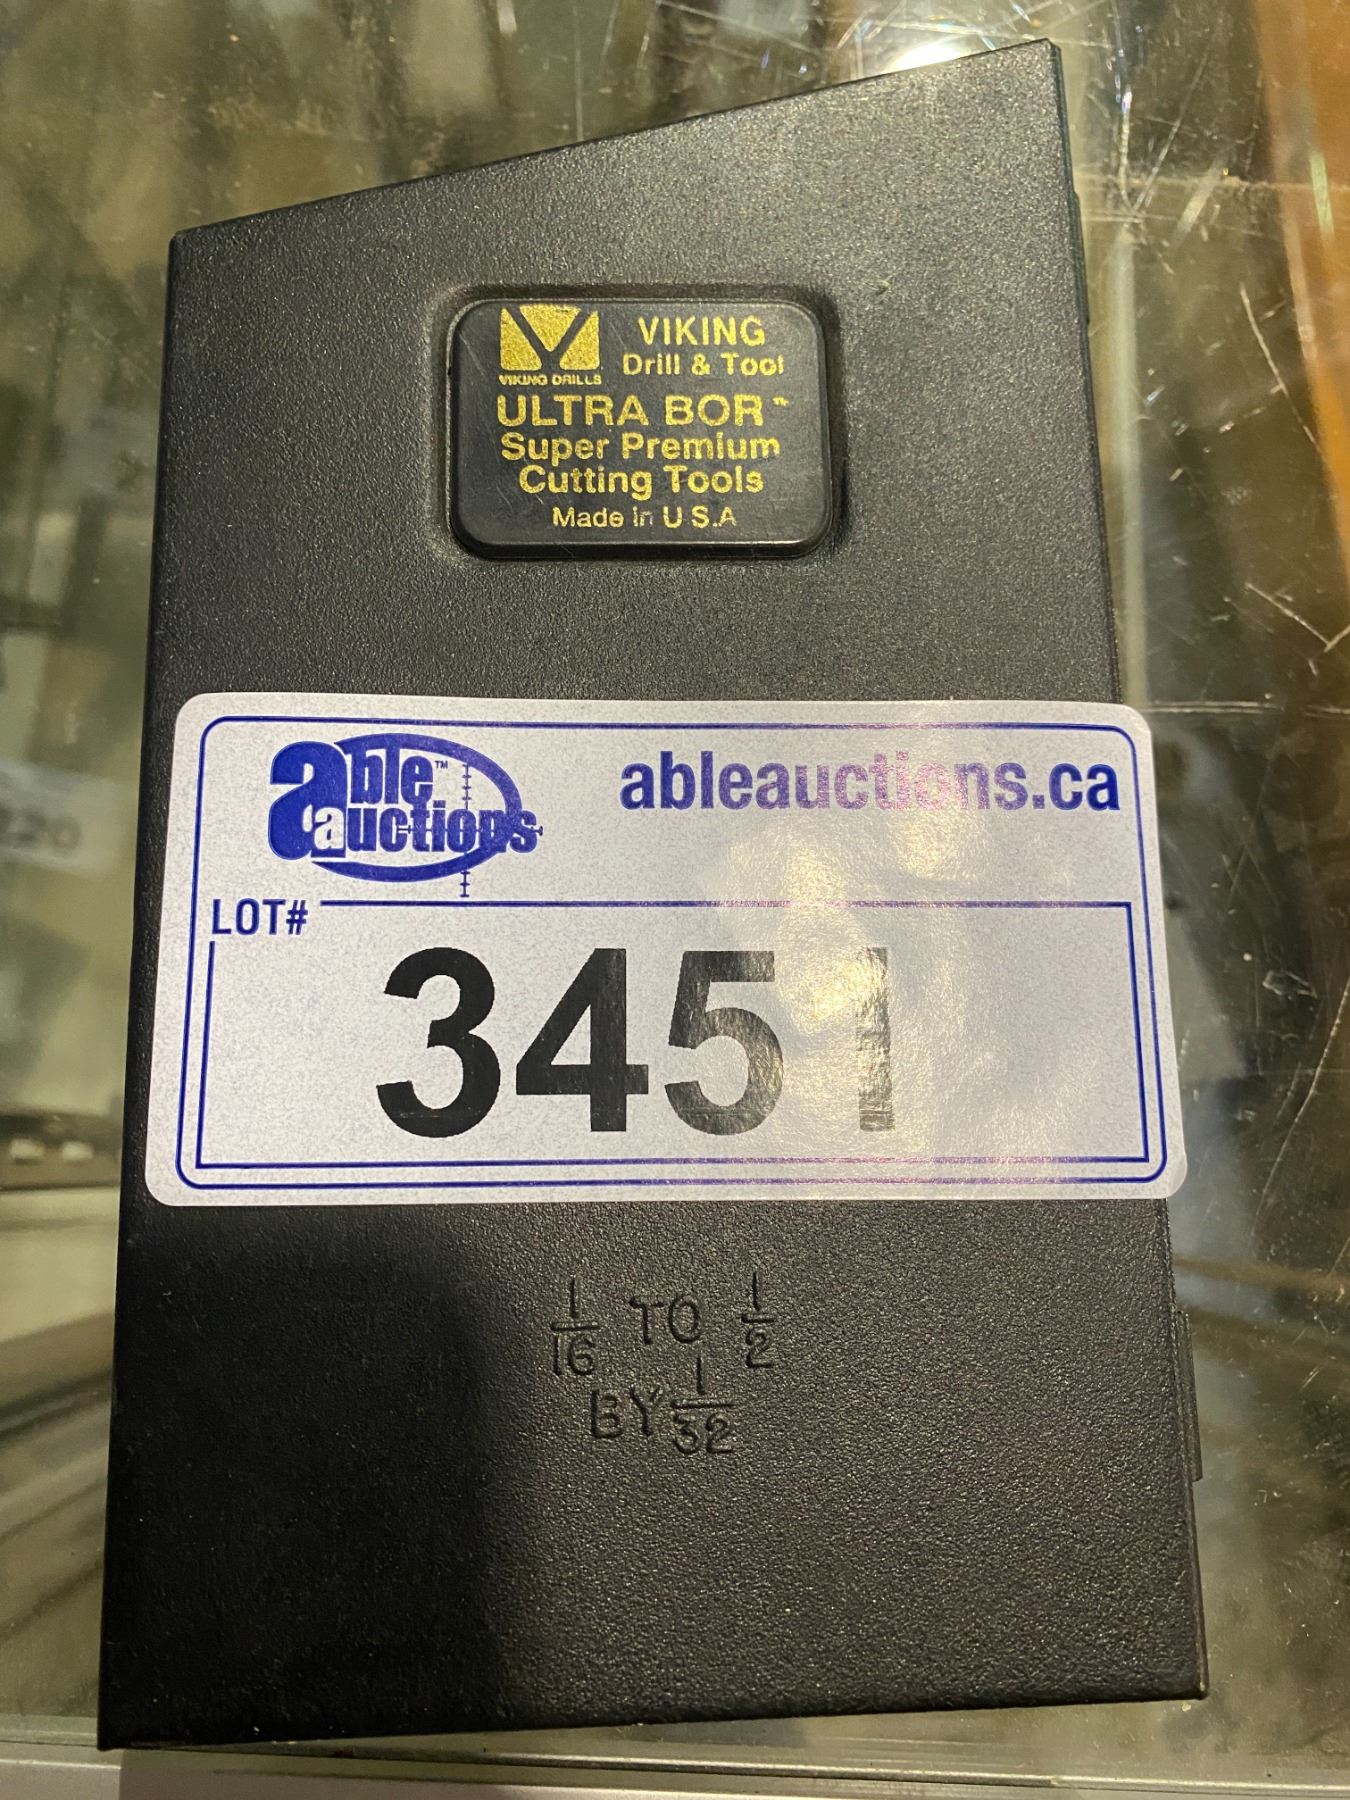 VIKING
Drill & Tool
VIKING DRILLS
ULTRA BOR™
Super Premium
Cutting Tools
Made in U.S.A
able™
auctions
ableauctions.ca
LOT#
3451
1/16 TO 1/2
BY 1/32